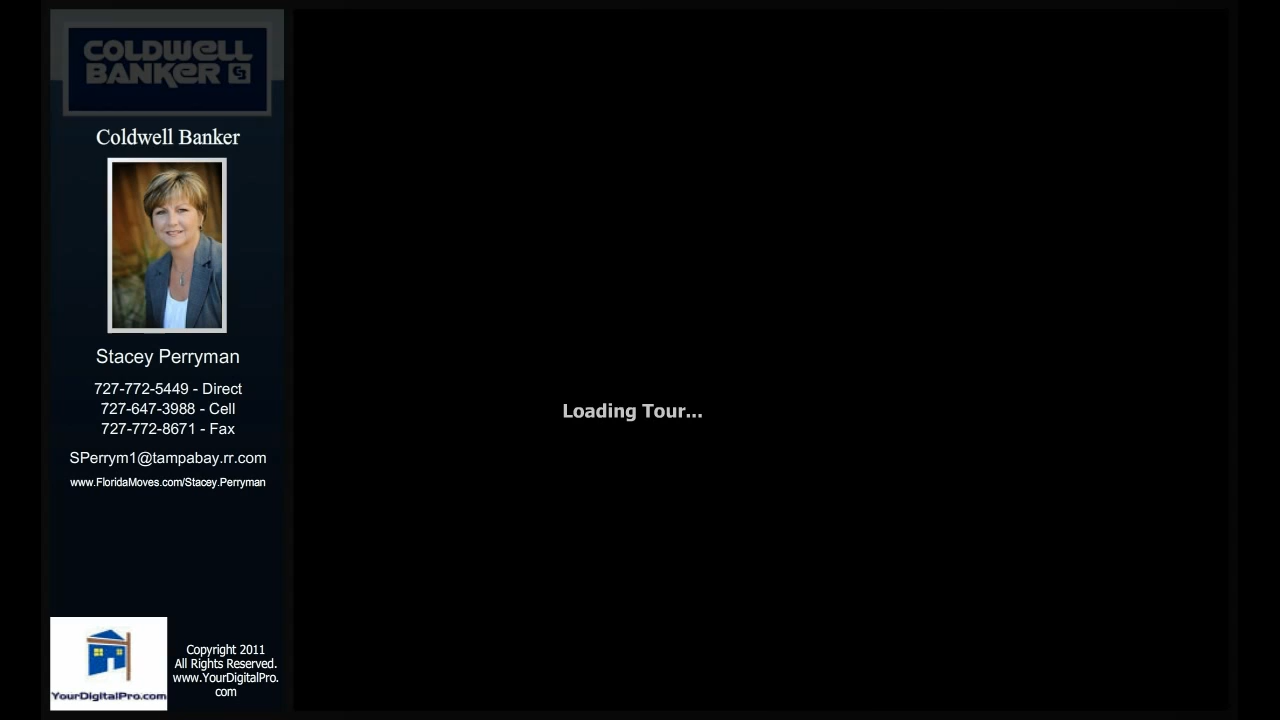 COLDWELL
BANKER CB
Coldwell Banker
Stacey Perryman
727-772-5449 - Direct
727-647-3988 - Cell
727-772-8671 - Fax
SPerrym1@tampabay.rr.com
www.FloridaMoves.com/Stacey.Perryman
Loading Tour...
YourDigitalPro.com
Copyright 2011
All Rights Reserved.
www.YourDigitalPro.
com